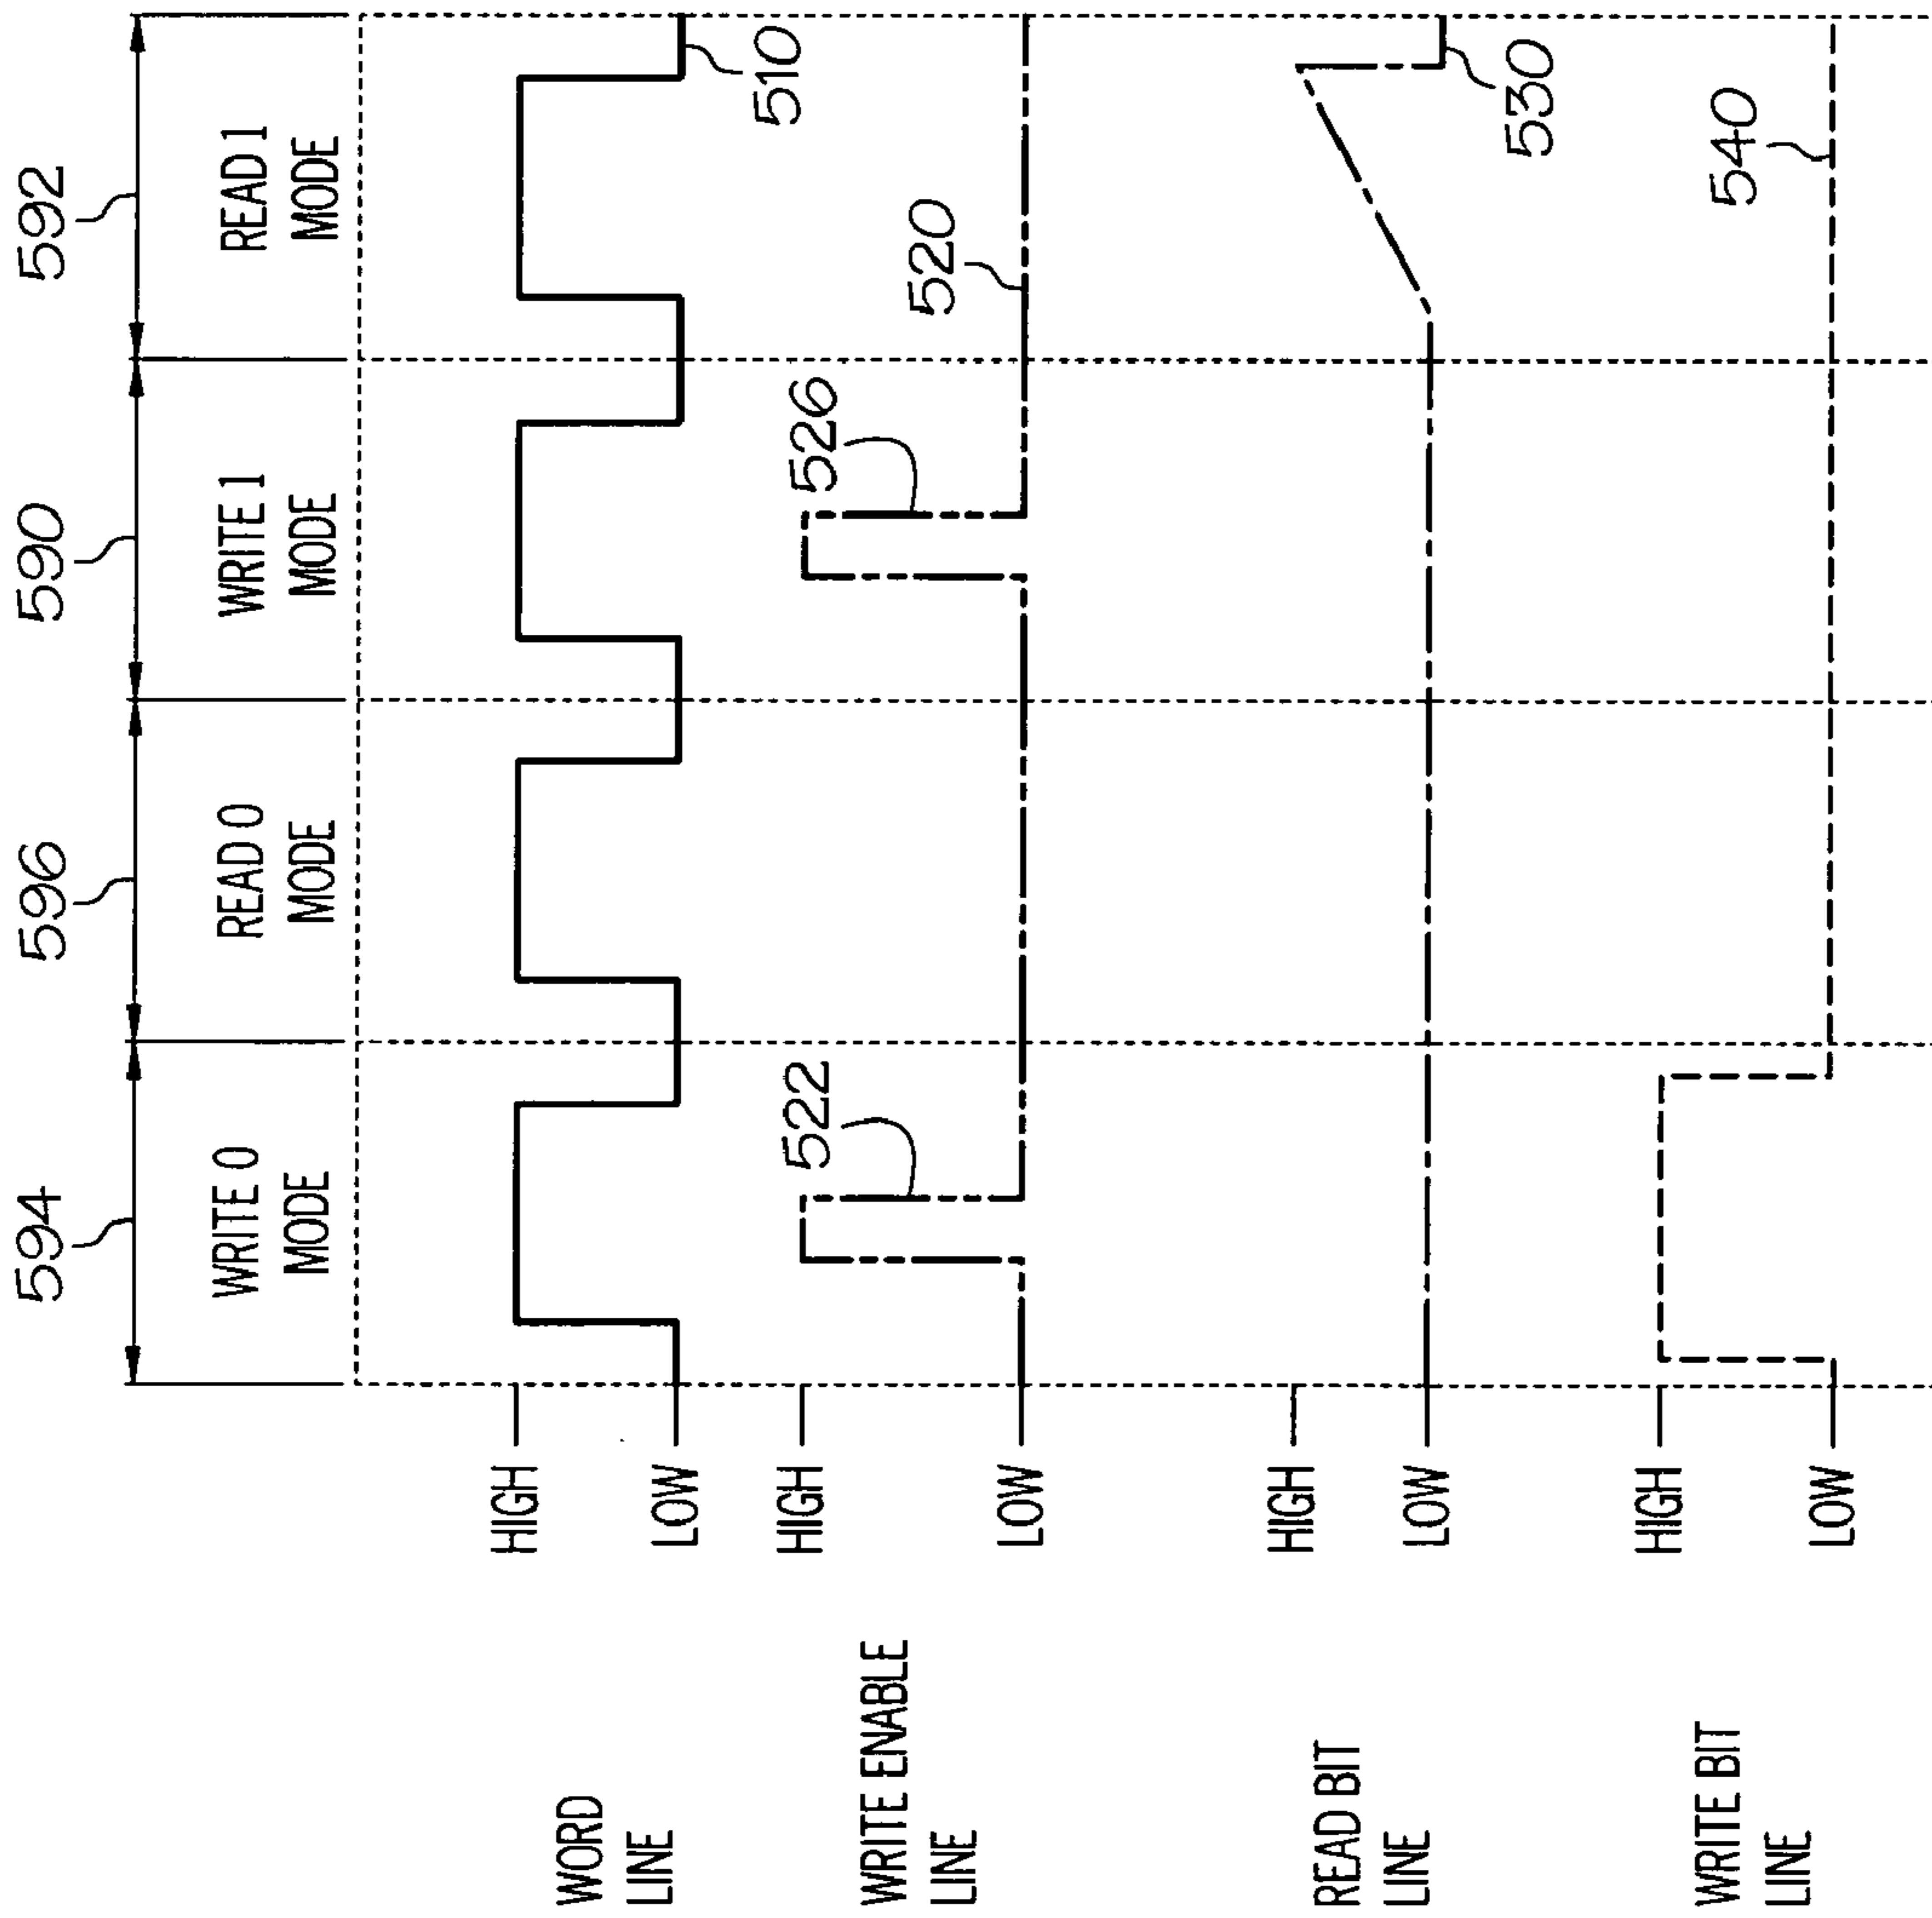 594
596
590
592
WRITE 0
MODE
READ 0
MODE
WRITE 1
MODE
READ 1
MODE
WORD
LINE
HIGH
LOW
510
WRITE ENABLE
LINE
HIGH
LOW
522
526
520
READ BIT
LINE
HIGH
LOW
530
WRITE BIT
LINE
HIGH
LOW
540